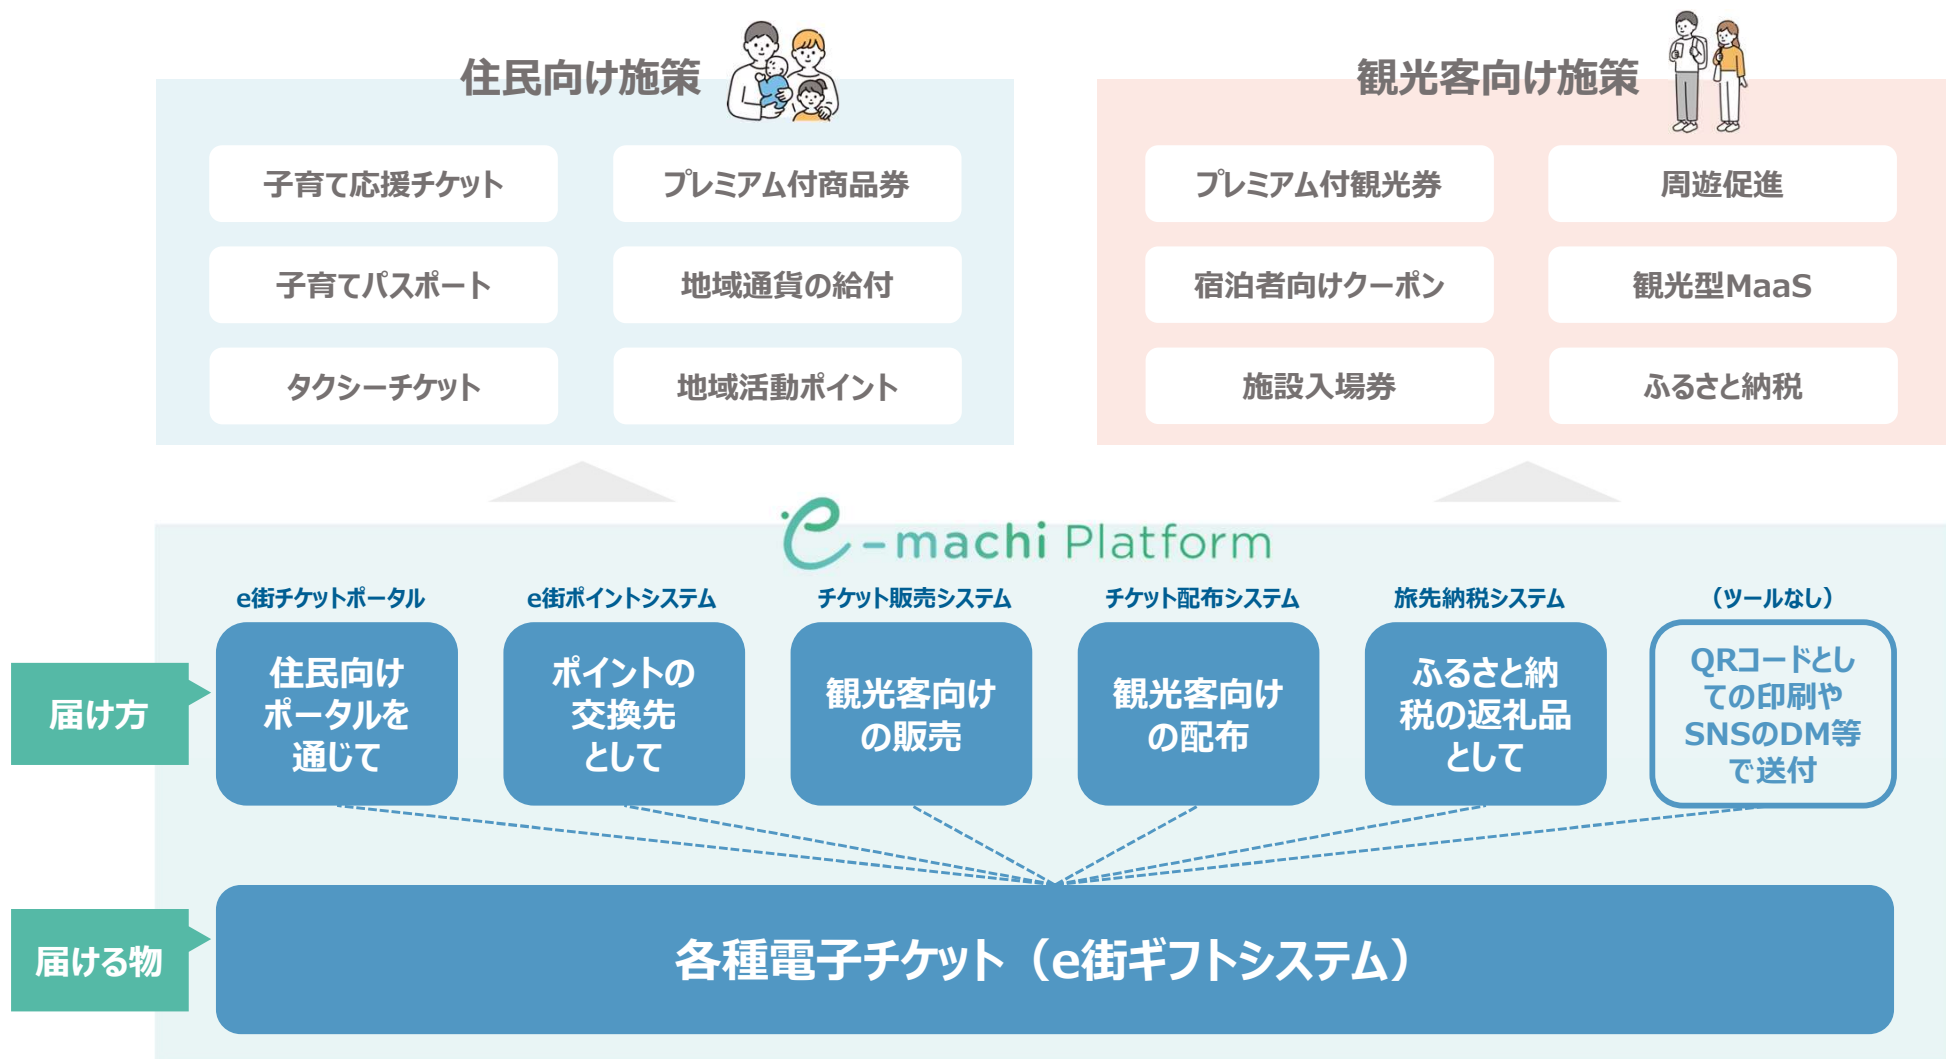 住民向け施策
子育て応援チケット
プレミアム付商品券
子育てパスポート
地域通貨の給付
タクシーチケット
地域活動ポイント
観光客向け施策
プレミアム付観光券
周遊促進
宿泊者向けクーポン
観光型MaaS
施設入場券
ふるさと納税
e-machi Platform
届け方
e街チケットポータル
住民向け
ポータルを
通じて
e街ポイントシステム
ポイントの
交換先
として
チケット販売システム
観光客向け
の販売
チケット配布システム
観光客向け
の配布
旅先納税システム
ふるさと納
税の返礼品
として
（ツールなし）
QRコードとし
ての印刷や
SNSのDM等
で送付
届ける物
各種電子チケット（e街ギフトシステム）